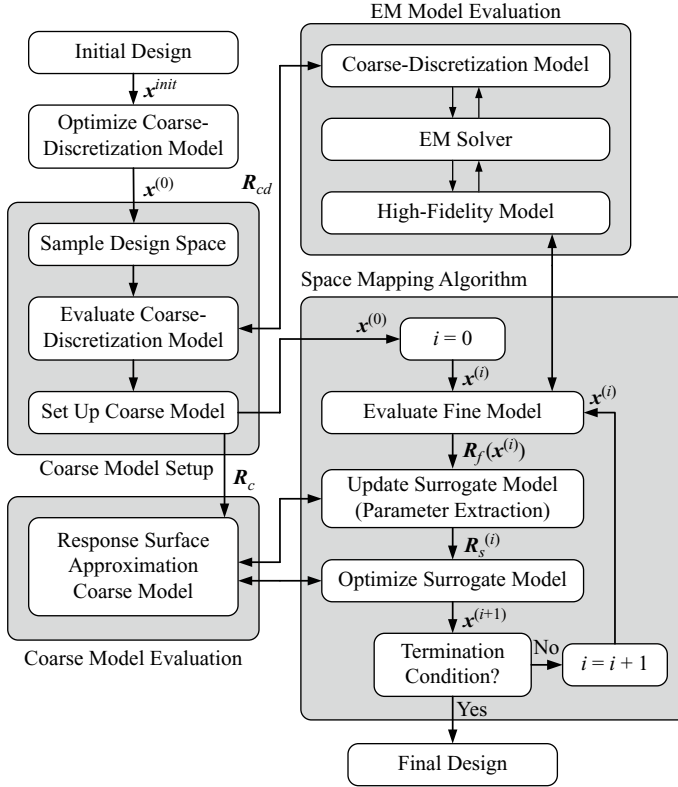 Initial Design
x^{init}
Optimize Coarse-
Discretization Model
x^{(0)}
Sample Design Space
Evaluate Coarse-
Discretization Model
Set Up Coarse Model
Coarse Model Setup
R_c
Response Surface
Approximation
Coarse Model
Coarse Model Evaluation
EM Model Evaluation
Coarse-Discretization Model
EM Solver
High-Fidelity Model
R_{cd}
Space Mapping Algorithm
x^{(0)}
i = 0
x^{(i)}
Evaluate Fine Model
x^{(i)}
R_f(x^{(i)})
Update Surrogate Model
(Parameter Extraction)
R_s^{(i)}
Optimize Surrogate Model
x^{(i+1)}
Termination
Condition?
No
i = i + 1
Yes
Final Design